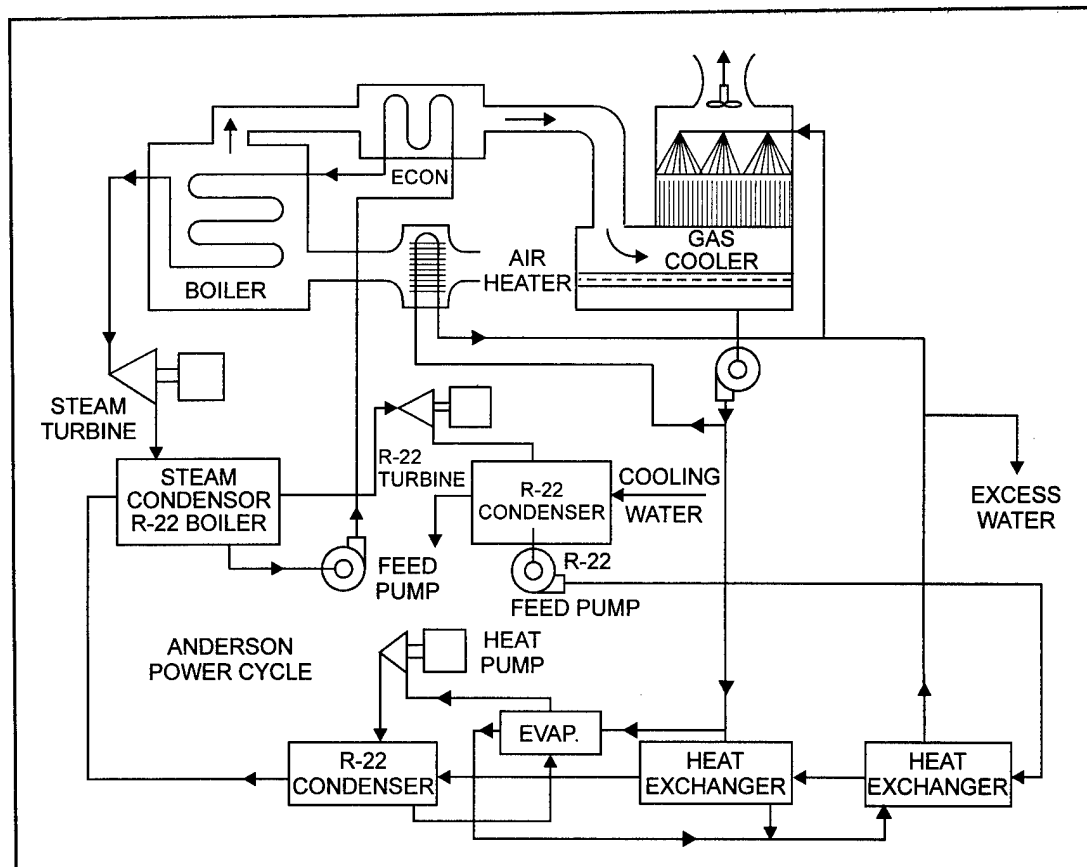 ECON
GAS
COOLER
AIR
HEATER
BOILER
STEAM
TURBINE
R-22
TURBINE
STEAM
CONDENSOR
R-22 BOILER
R-22
CONDENSER
COOLING
WATER
EXCESS
WATER
FEED
PUMP
R-22
FEED PUMP
ANDERSON
POWER CYCLE
HEAT
PUMP
EVAP.
R-22
CONDENSER
HEAT
EXCHANGER
HEAT
EXCHANGER